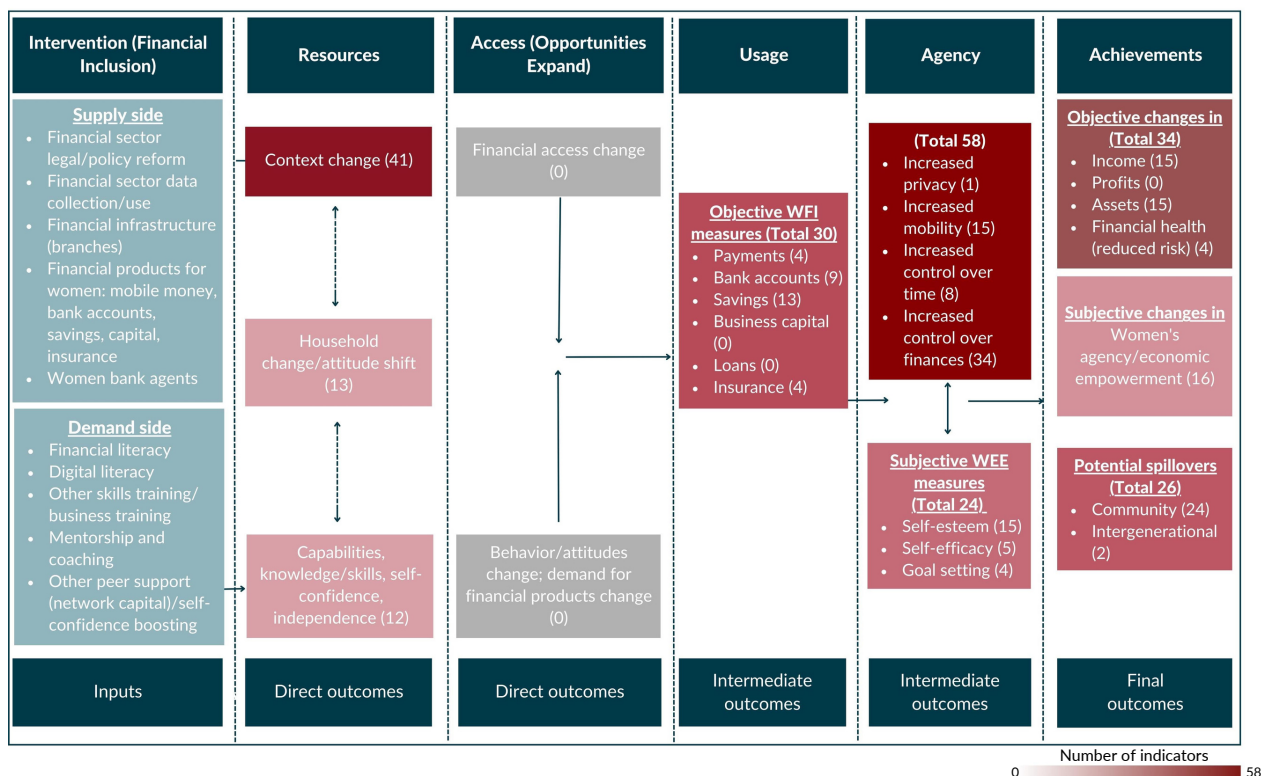 Intervention (Financial
Inclusion)
Resources
Access (Opportunities
Expand)
Usage
Agency
Achievements
Supply side
• Financial sector
legal/policy reform
• Financial sector data
collection/use
• Financial infrastructure
(branches)
• Financial products for
women: mobile money,
bank accounts,
savings, capital,
insurance
• Women bank agents
Demand side
• Financial literacy
• Digital literacy
• Other skills training/
business training
• Mentorship and
coaching
• Other peer support
(network capital)/self-
confidence boosting
Context change (41)
Household
change/attitude shift
(13)
Capabilities,
knowledge/skills, self-
confidence,
independence (12)
Financial access change
(0)
Behavior/attitudes
change; demand for
financial products change
(0)
Objective WFI
measures (Total 30)
• Payments (4)
• Bank accounts (9)
• Savings (13)
• Business capital
(0)
• Loans (0)
• Insurance (4)
(Total 58)
• Increased
privacy (1)
• Increased
mobility (15)
• Increased
control over
time (8)
• Increased
control over
finances (34)
Subjective WEE
measures
(Total 24)
• Self-esteem (15)
• Self-efficacy (5)
• Goal setting (4)
Objective changes in
(Total 34)
• Income (15)
• Profits (0)
• Assets (15)
• Financial health
(reduced risk) (4)
Subjective changes in
Women's
agency/economic
empowerment (16)
Potential spillovers
(Total 26)
• Community (24)
• Intergenerational
(2)
Inputs
Direct outcomes
Direct outcomes
Intermediate
outcomes
Intermediate
outcomes
Final
outcomes
Number of indicators
0 58